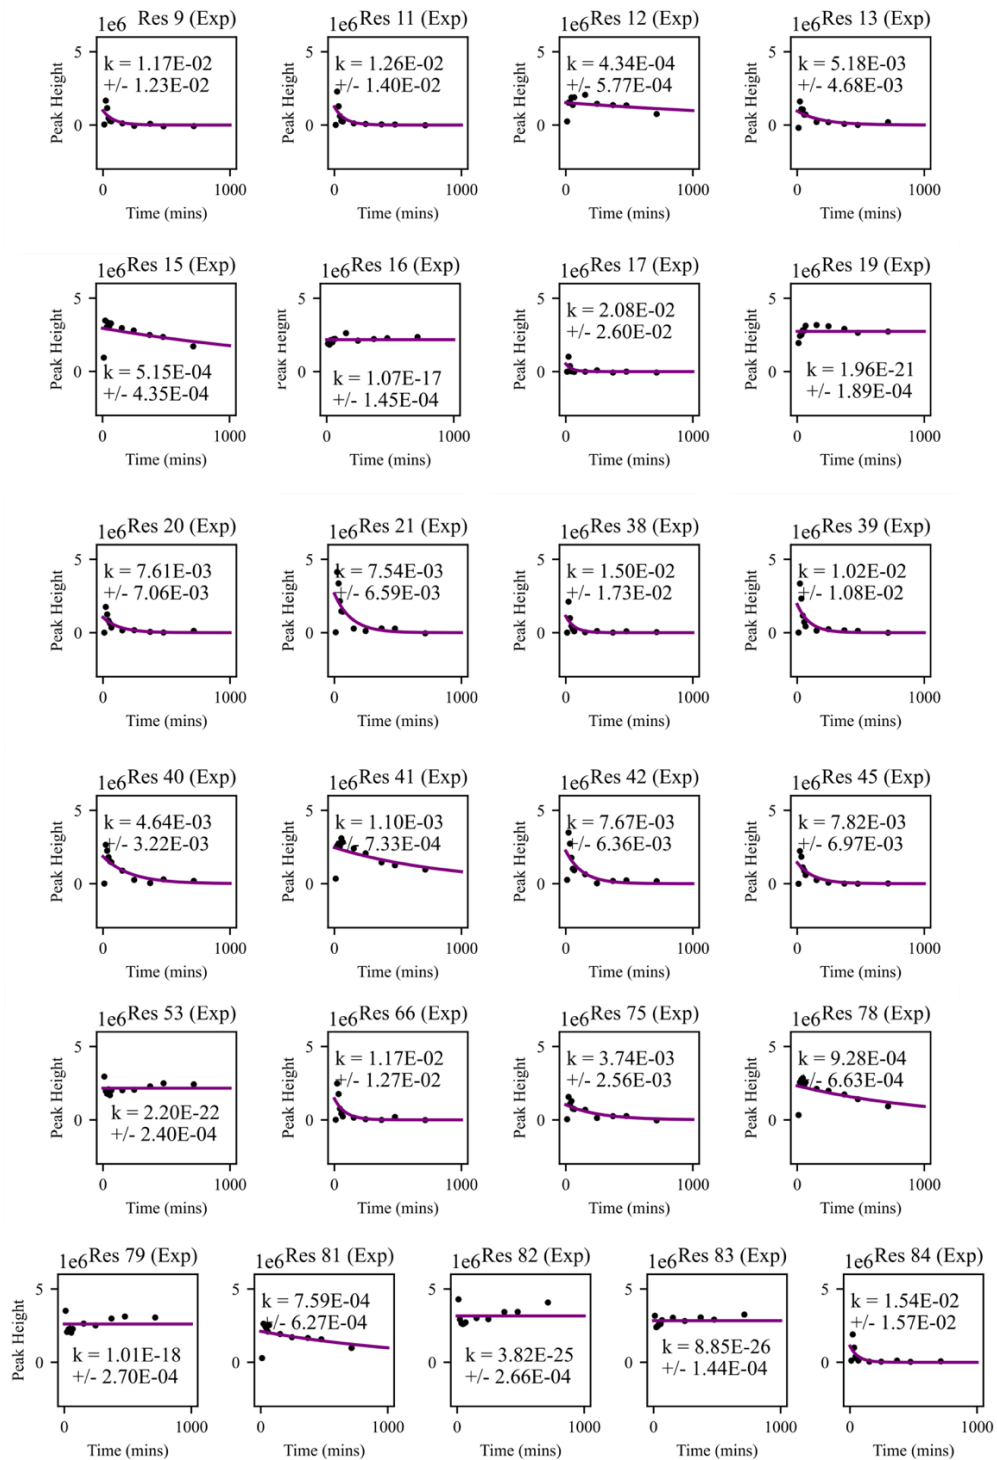 1e6 Res 9 (Exp)
5
k = 1.17E-02
+/- 1.23E-02
0
Peak Height
0 1000
Time (mins)
1e6 Res 11 (Exp)
5
k = 1.26E-02
+/- 1.40E-02
0
Peak Height
0 1000
Time (mins)
1e6 Res 12 (Exp)
5
k = 4.34E-04
+/- 5.77E-04
0
Peak Height
0 1000
Time (mins)
1e6 Res 13 (Exp)
5
k = 5.18E-03
+/- 4.68E-03
0
Peak Height
0 1000
Time (mins)
1e6 Res 15 (Exp)
5
0
k = 5.15E-04
+/- 4.35E-04
Peak Height
0 1000
Time (mins)
1e6 Res 16 (Exp)
5
0
k = 1.07E-17
+/- 1.45E-04
Peak Height
0 1000
Time (mins)
1e6 Res 17 (Exp)
5
k = 2.08E-02
+/- 2.60E-02
0
Peak Height
0 1000
Time (mins)
1e6 Res 19 (Exp)
5
0
k = 1.96E-21
+/- 1.89E-04
Peak Height
0 1000
Time (mins)
1e6 Res 20 (Exp)
5
k = 7.61E-03
+/- 7.06E-03
0
Peak Height
0 1000
Time (mins)
1e6 Res 21 (Exp)
5
k = 7.54E-03
+/- 6.59E-03
0
Peak Height
0 1000
Time (mins)
1e6 Res 38 (Exp)
5
k = 1.50E-02
+/- 1.73E-02
0
Peak Height
0 1000
Time (mins)
1e6 Res 39 (Exp)
5
k = 1.02E-02
+/- 1.08E-02
0
Peak Height
0 1000
Time (mins)
1e6 Res 40 (Exp)
5
k = 4.64E-03
+/- 3.22E-03
0
Peak Height
0 1000
Time (mins)
1e6 Res 41 (Exp)
5
k = 1.10E-03
+/- 7.33E-04
0
Peak Height
0 1000
Time (mins)
1e6 Res 42 (Exp)
5
k = 7.67E-03
+/- 6.36E-03
0
Peak Height
0 1000
Time (mins)
1e6 Res 45 (Exp)
5
k = 7.82E-03
+/- 6.97E-03
0
Peak Height
0 1000
Time (mins)
1e6 Res 53 (Exp)
5
k = 2.20E-22
0
+/- 2.40E-04
Peak Height
0 1000
Time (mins)
1e6 Res 66 (Exp)
5
k = 1.17E-02
+/- 1.27E-02
0
Peak Height
0 1000
Time (mins)
1e6 Res 75 (Exp)
5
k = 3.74E-03
+/- 2.56E-03
0
Peak Height
0 1000
Time (mins)
1e6 Res 78 (Exp)
5
k = 9.28E-04
+/- 6.63E-04
0
Peak Height
0 1000
Time (mins)
1e6 Res 79 (Exp)
5
k = 1.01E-18
0
+/- 2.70E-04
Peak Height
0 1000
Time (mins)
1e6 Res 81 (Exp)
5
k = 7.59E-04
+/- 6.27E-04
0
0 1000
Time (mins)
1e6 Res 82 (Exp)
5
k = 3.82E-25
0
+/- 2.66E-04
0 1000
Time (mins)
1e6 Res 83 (Exp)
5
k = 8.85E-26
0
+/- 1.44E-04
0 1000
Time (mins)
1e6 Res 84 (Exp)
5
k = 1.54E-02
+/- 1.57E-02
0
0 1000
Time (mins)